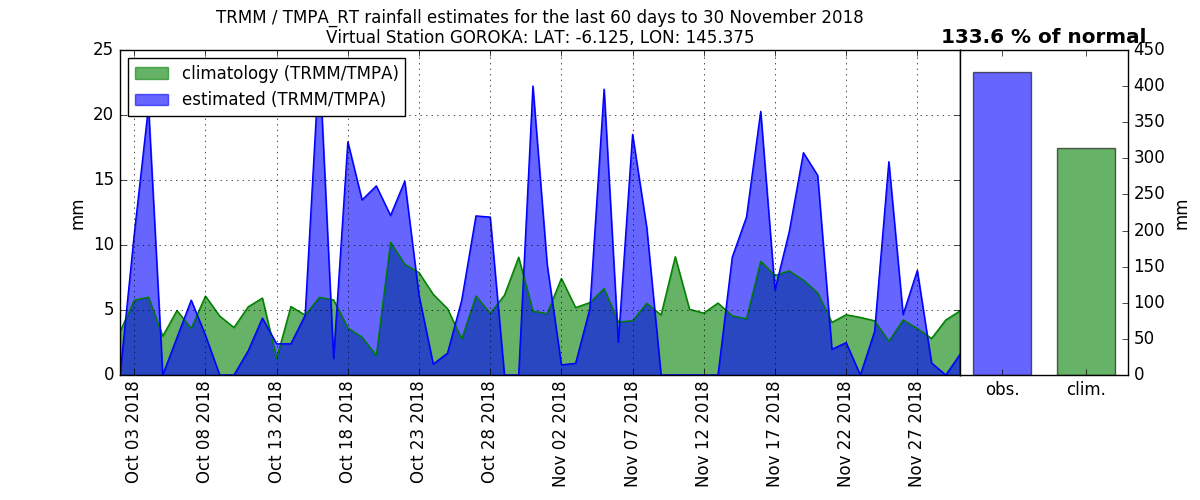 TRMM / TMPA_RT rainfall estimates for the last 60 days to 30 November 2018
Virtual Station GOROKA: LAT: -6.125, LON: 145.375
133.6 % of normal
climatology (TRMM/TMPA)
estimated (TRMM/TMPA)
25
20
15
10
5
0
mm
Oct 03 2018
Oct 08 2018
Oct 13 2018
Oct 18 2018
Oct 23 2018
Oct 28 2018
Nov 02 2018
Nov 07 2018
Nov 12 2018
Nov 17 2018
Nov 22 2018
Nov 27 2018
450
400
350
300
250
200
150
100
50
0
mm
obs.
clim.